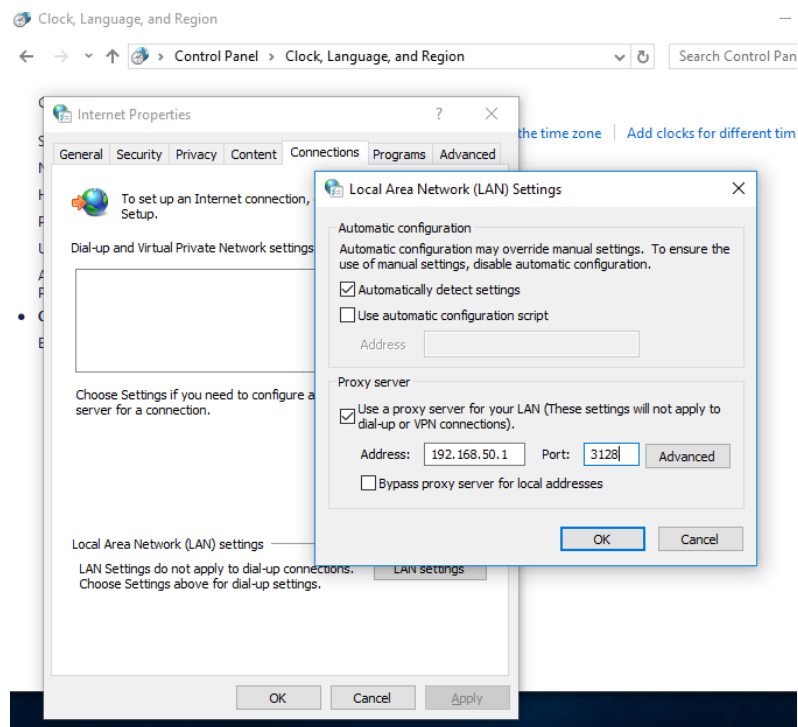 Clock, Language, and Region
Control Panel > Clock, Language, and Region
Search Control Pan
the time zone
Add clocks for different tim
Internet Properties
General Security Privacy Content Connections Programs Advanced
To set up an Internet connection,
Setup.
Dial-up and Virtual Private Network settings
Choose Settings if you need to configure a
server for a connection.
Local Area Network (LAN) settings
LAN Settings do not apply to dial-up connections.
Choose Settings above for dial-up settings.
LAN settings
OK Cancel Apply
Local Area Network (LAN) Settings
Automatic configuration
Automatic configuration may override manual settings. To ensure the
use of manual settings, disable automatic configuration.
Automatically detect settings
Use automatic configuration script
Address
Proxy server
Use a proxy server for your LAN (These settings will not apply to
dial-up or VPN connections).
Address: 192.168.50.1 Port: 3128 Advanced
Bypass proxy server for local addresses
OK Cancel